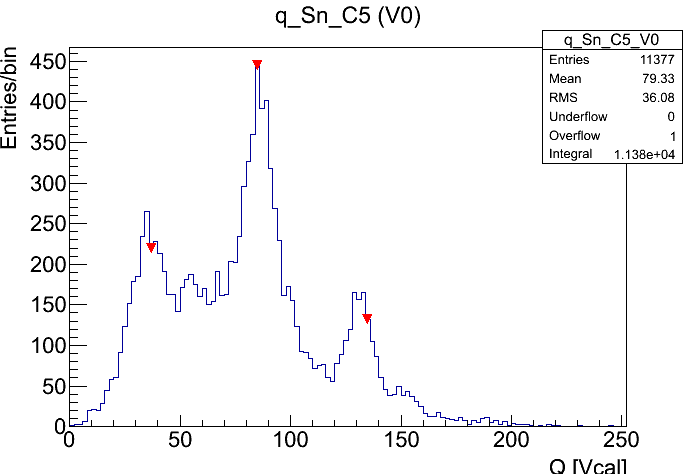 q_Sn_C5 (V0)
q_Sn_C5_V0
Entries 11377
Mean 79.33
RMS 36.08
Underflow 0
Overflow 1
Integral 1.138e+04
Entries/bin
450
400
350
300
250
200
150
100
50
0
0 50 100 150 200 250
Q [Vcal]